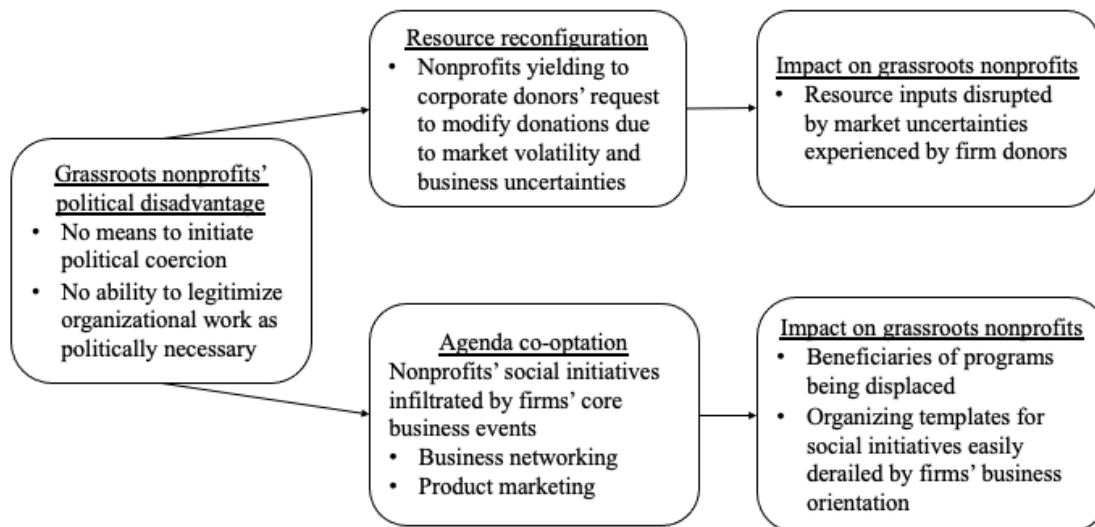 Grassroots nonprofits'
political disadvantage
• No means to initiate
political coercion
• No ability to legitimize
organizational work as
politically necessary
Resource reconfiguration
• Nonprofits yielding to
corporate donors' request
to modify donations due
to market volatility and
business uncertainties
Impact on grassroots nonprofits
• Resource inputs disrupted
by market uncertainties
experienced by firm donors
Agenda co-optation
Nonprofits' social initiatives
infiltrated by firms' core
business events
• Business networking
• Product marketing
Impact on grassroots nonprofits
• Beneficiaries of programs
being displaced
• Organizing templates for
social initiatives easily
derailed by firms' business
orientation